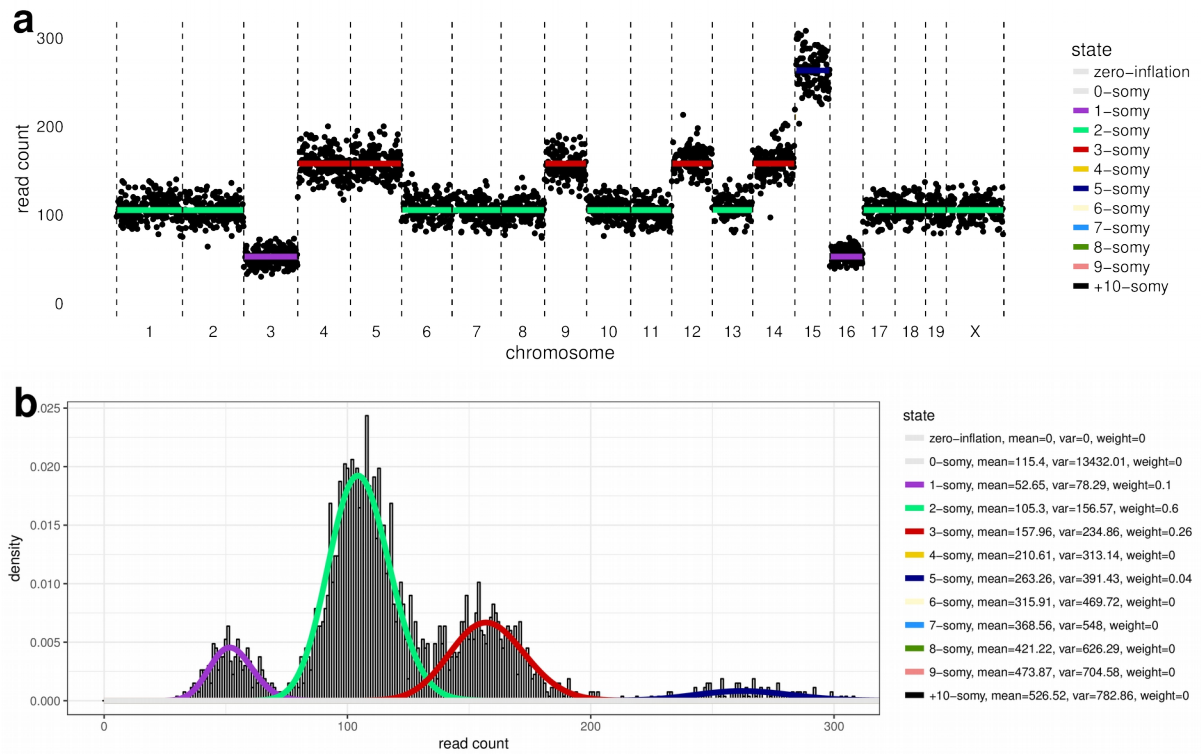 a
300
200
100
0
read count
1 2 3 4 5 6 7 8 9 10 11 12 13 14 15 16 17 18 19 X
chromosome
state
zero−inflation
0−somy
1−somy
2−somy
3−somy
4−somy
5−somy
6−somy
7−somy
8−somy
9−somy
+10−somy
b
0.025
0.020
0.015
0.010
0.005
0.000
density
0 100 200 300
read count
state
zero−inflation, mean=0, var=0, weight=0
0−somy, mean=115.4, var=13432.01, weight=0
1−somy, mean=52.65, var=78.29, weight=0.1
2−somy, mean=105.3, var=156.57, weight=0.6
3−somy, mean=157.96, var=234.86, weight=0.26
4−somy, mean=210.61, var=313.14, weight=0
5−somy, mean=263.26, var=391.43, weight=0.04
6−somy, mean=315.91, var=469.72, weight=0
7−somy, mean=368.56, var=548, weight=0
8−somy, mean=421.22, var=626.29, weight=0
9−somy, mean=473.87, var=704.58, weight=0
+10−somy, mean=526.52, var=782.86, weight=0